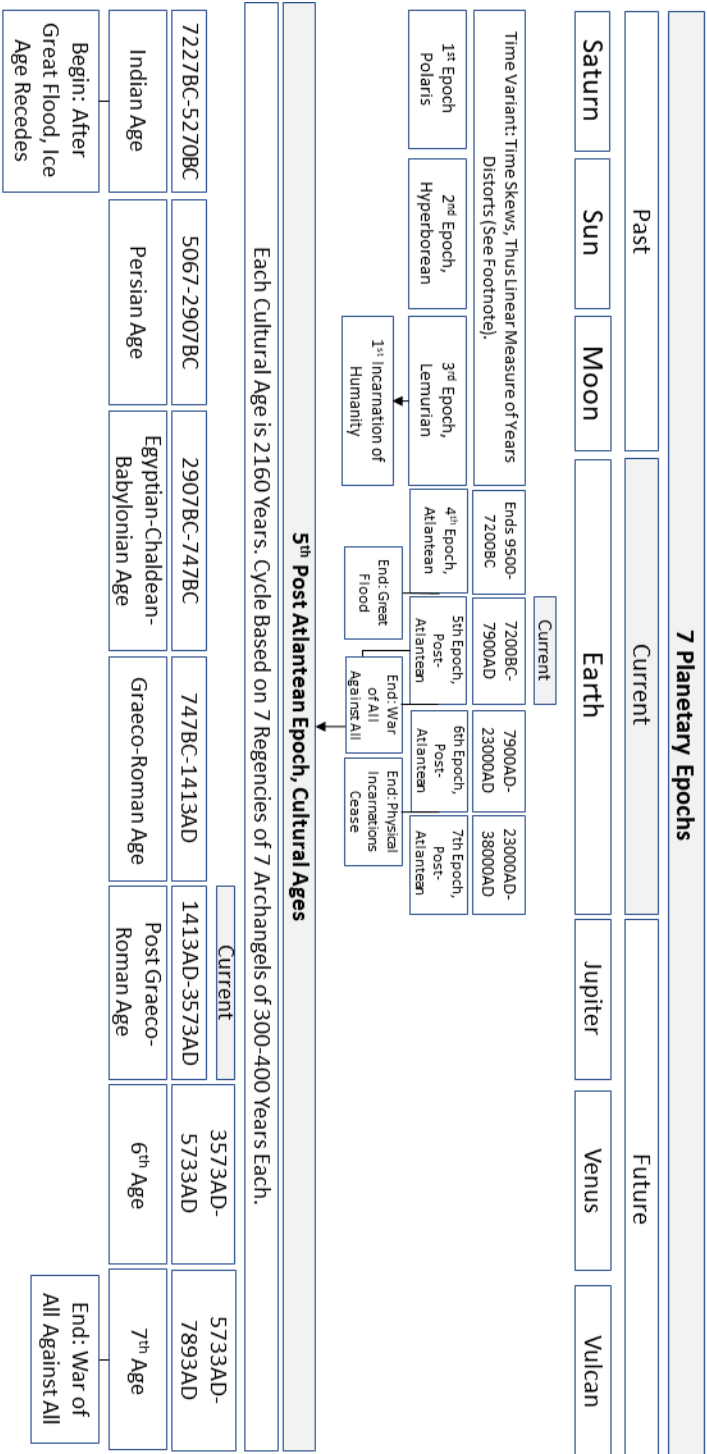 7 Planetary Epochs
Past
Current
Future
Saturn
Sun
Moon
Earth
Jupiter
Venus
Vulcan
Current
Time Variant: Time Skews, Thus Linear Measure of Years
Distorts (See Footnote).
Ends 9500-
7200BC
7200BC-
7900AD
7900AD-
23000AD
23000AD-
38000AD
1st Epoch
Polaris
2nd Epoch,
Hyperborean
3rd Epoch,
Lemurian
4th Epoch,
Atlantean
5th Epoch,
Post-
Atlantean
6th Epoch,
Post-
Atlantean
7th Epoch,
Post-
Atlantean
1st Incarnation of
Humanity
End: Great
Flood
End: War
of All
Against All
End: Physical
Incarnations
Cease
5th Post Atlantean Epoch, Cultural Ages
Each Cultural Age is 2160 Years. Cycle Based on 7 Regencies of 7 Archangels of 300-400 Years Each.
Current
7227BC-5270BC
5067-2907BC
2907BC-747BC
747BC-1413AD
1413AD-3573AD
3573AD-
5733AD
5733AD-
7893AD
Indian Age
Persian Age
Egyptian-Chaldean-
Babylonian Age
Graeco-Roman Age
Post Graeco-
Roman Age
6th Age
7th Age
Begin: After
Great Flood, Ice
Age Recedes
End: War of
All Against All